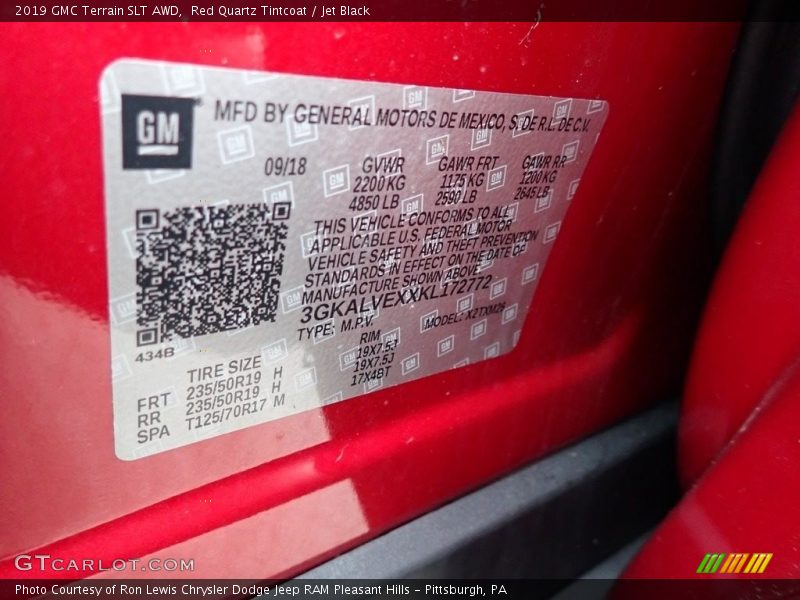 2019 GMC Terrain SLT AWD,  Red Quartz Tintcoat / Jet Black
GM
MFD BY GENERAL MOTORS DE MEXICO, S. DE R.L. DE C.V.
09/18
GVWR GAWR FRT GAWR RR
2200 KG 1175 KG 1200 KG
4850 LB 2590 LB 2645 LB
THIS VEHICLE CONFORMS TO ALL
APPLICABLE U.S. FEDERAL MOTOR
VEHICLE SAFETY AND THEFT PREVENTION
STANDARDS IN EFFECT ON THE DATE OF
MANUFACTURE SHOWN ABOVE.
3GKALVEXXKL172772
TYPE: M.P.V. MODEL: X2TXM26
434B
TIRE SIZE RIM
FRT 235/50R19 H 19X7.5J
RR 235/50R19 H 19X7.5J
SPA T125/70R17 M 17X4BT
GTCARLOT.COM
Photo Courtesy of Ron Lewis Chrysler Dodge Jeep RAM Pleasant Hills – Pittsburgh, PA